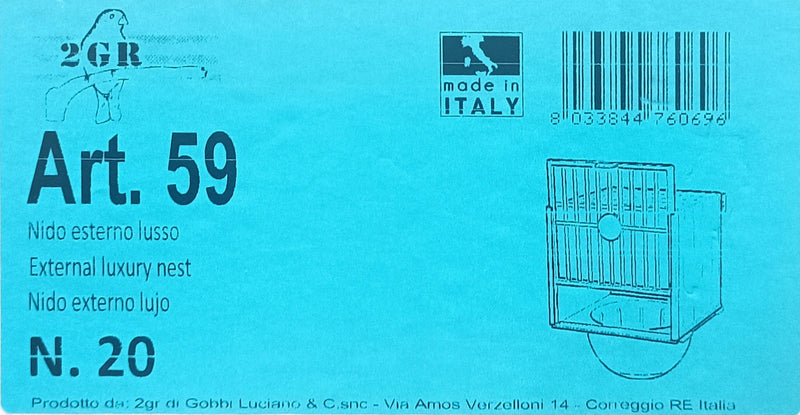 2GR
made in
ITALY
8 033844 760696
Art. 59
Nido esterno lusso
External luxury nest
Nido externo lujo
N. 20
Prodotto da: 2gr di Gobbi Luciano & C.snc - Via Amos Verzelloni 14 - Correggio RE Italia